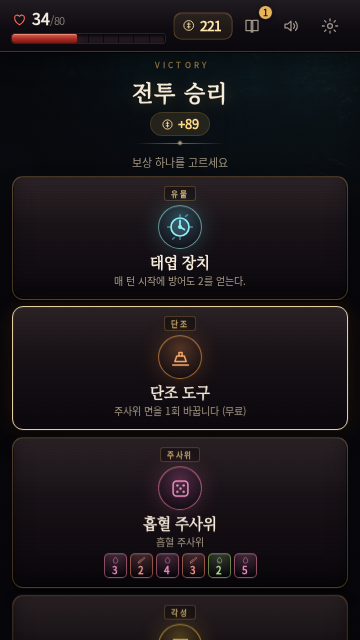 34/80
221
1
VICTORY
전투 승리
+89
보상 하나를 고르세요
유물
태엽 장치
매 턴 시작에 방어도 2를 얻는다.
단조
단조 도구
주사위 면을 1회 바꿉니다 (무료)
주사위
흡혈 주사위
흡혈 주사위
3 2 4 3 2 5
각성